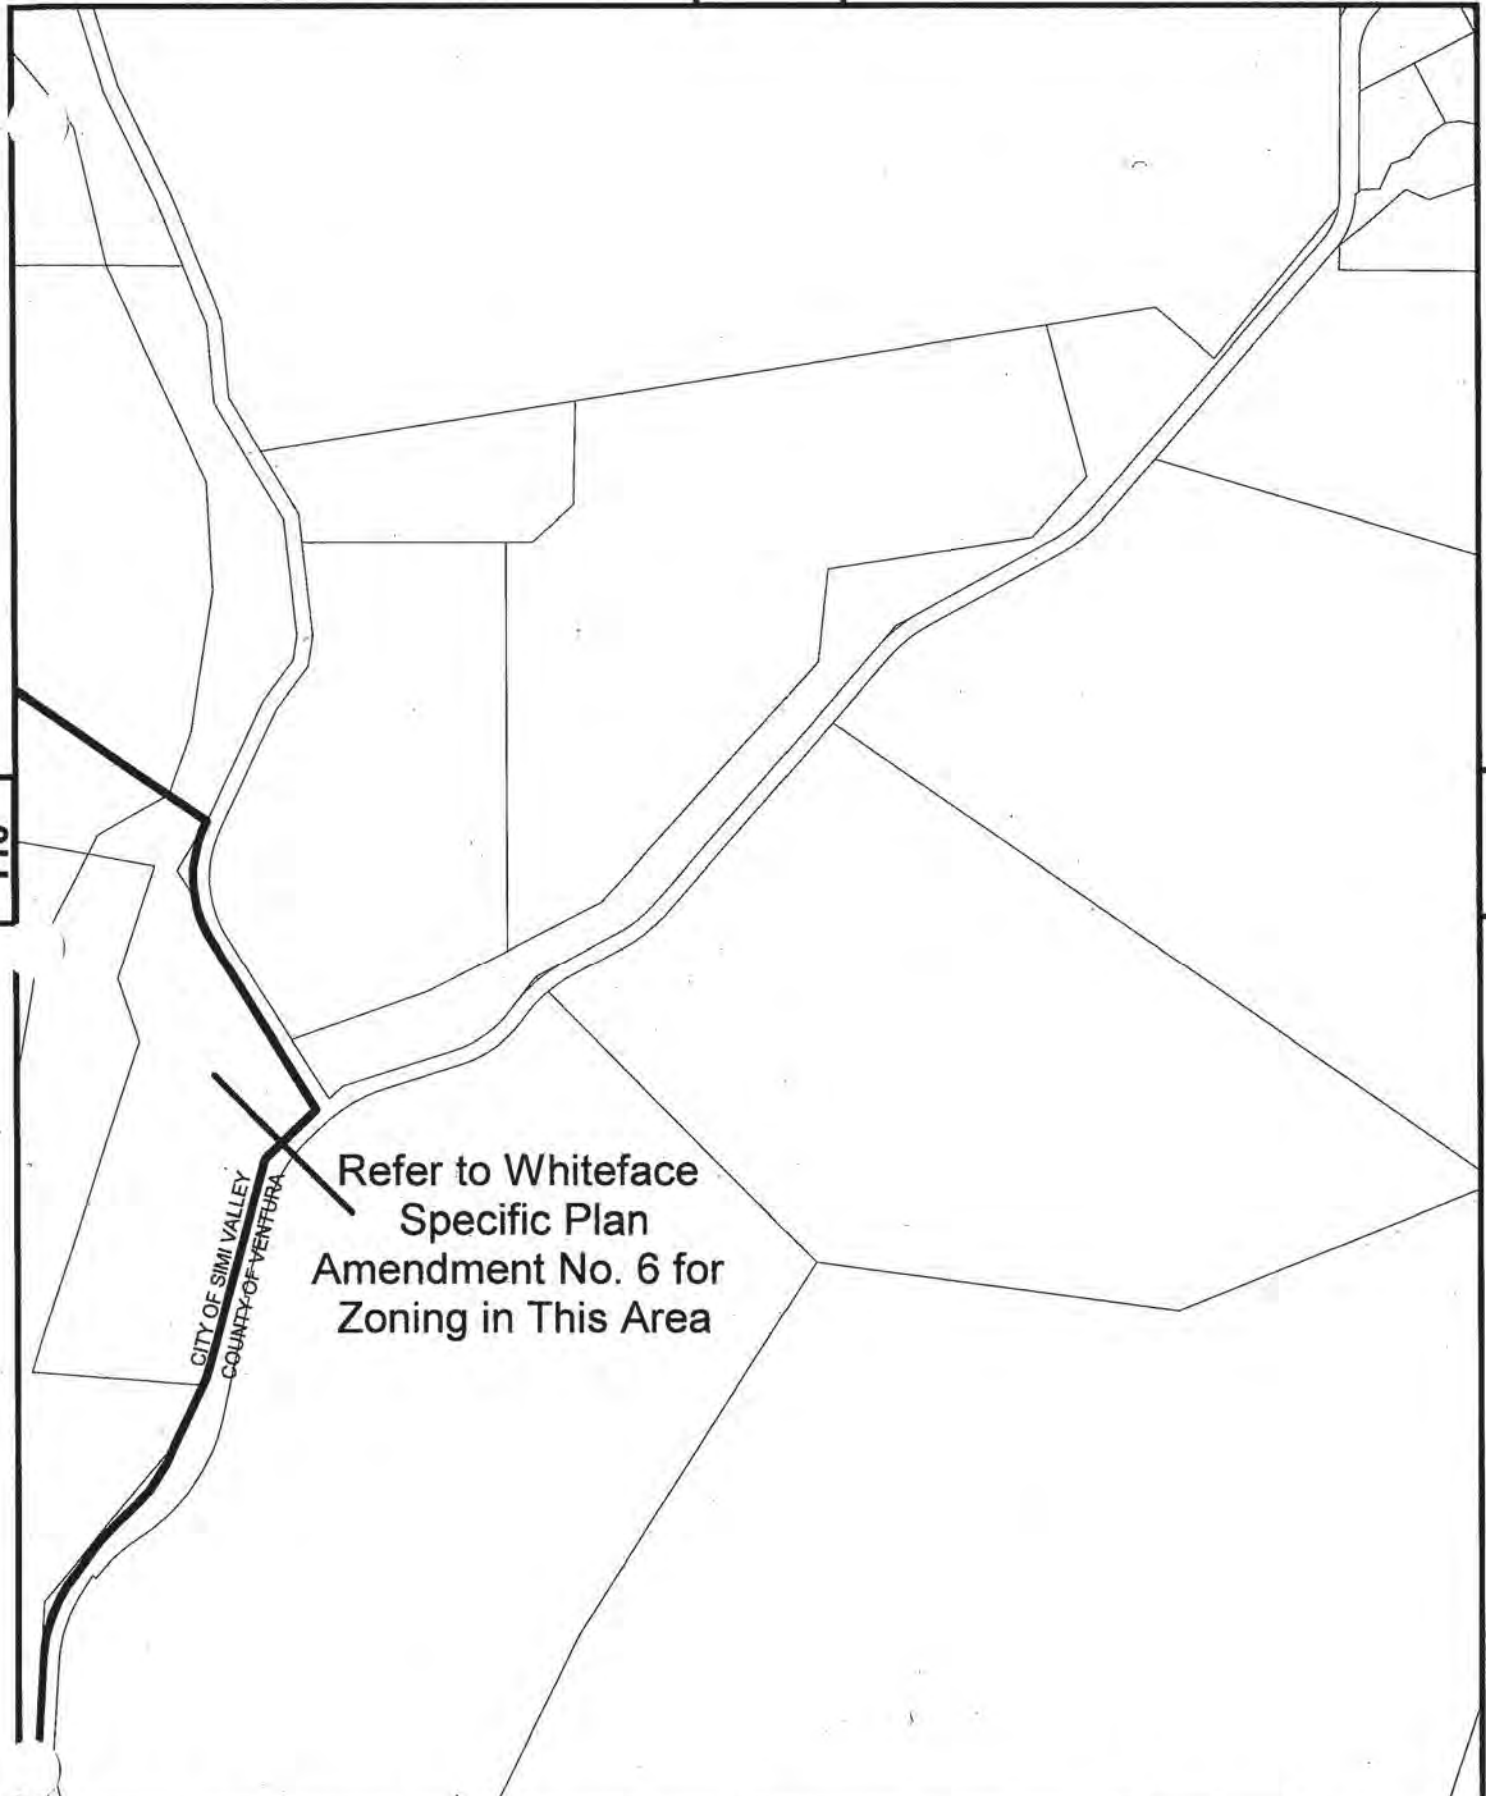 Refer to Whiteface
Specific Plan
Amendment No. 6 for
Zoning in This Area
CITY OF SIMI VALLEY
COUNTY OF VENTURA